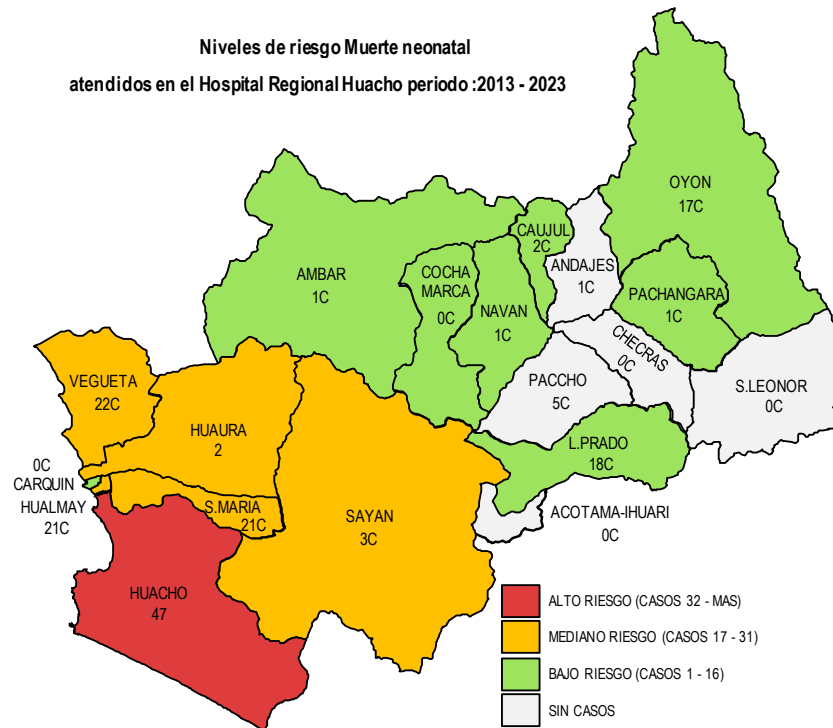 Niveles de riesgo Muerte neonatal
atendidos en el Hospital Regional Huacho periodo :2013 - 2023
OYON
17C
CAUJUL
2C
ANDAJES
1C
AMBAR
1C
COCHA
MARCA
0C
NAVAN
1C
PACHANGARA
1C
CHECRAS
0C
VEGUETA
22C
PACCHO
5C
S.LEONOR
0C
HUAURA
2
L.PRADO
18C
0C
CARQUIN
HUALMAY
21C
S.MARIA
21C
SAYAN
3C
ACOTAMA-IHUARI
0C
HUACHO
47
ALTO RIESGO (CASOS 32 - MAS)
MEDIANO RIESGO (CASOS 17 - 31)
BAJO RIESGO (CASOS 1 - 16)
SIN CASOS